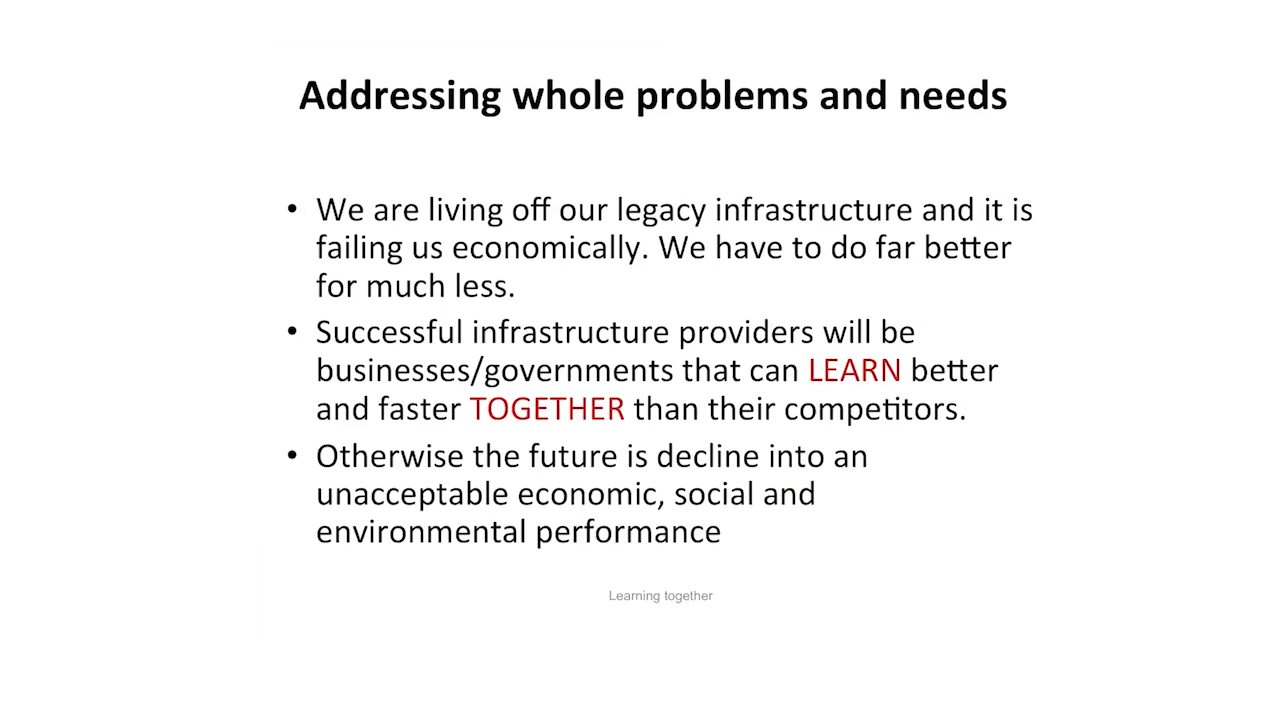 Addressing whole problems and needs
• We are living off our legacy infrastructure and it is
failing us economically. We have to do far better
for much less.
• Successful infrastructure providers will be
businesses/governments that can LEARN better
and faster TOGETHER than their competitors.
• Otherwise the future is decline into an
unacceptable economic, social and
environmental performance
Learning together